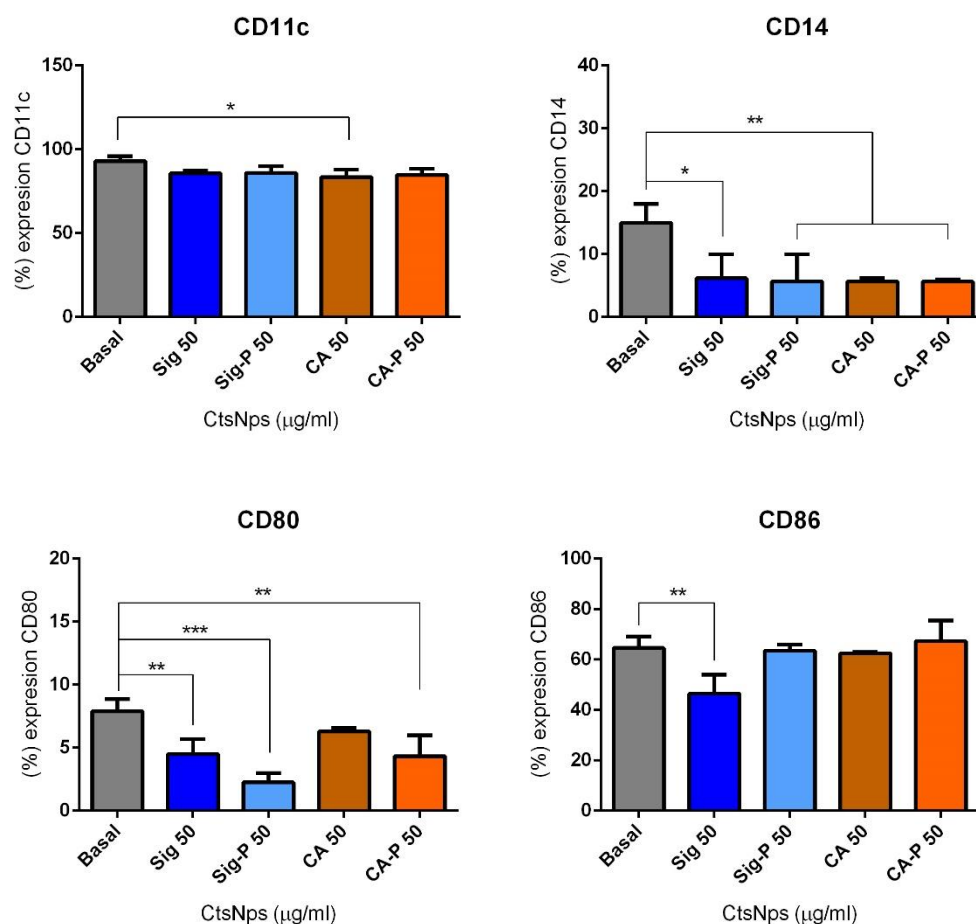 CD11c
(%) expresion CD11c
150
100
50
0
*
Basal
Sig 50
Sig-P 50
CA 50
CA-P 50
CtsNps (μg/ml)
CD14
(%) expresion CD14
40
30
20
10
0
**
*
Basal
Sig 50
Sig-P 50
CA 50
CA-P 50
CtsNps (μg/ml)
CD80
(%) expresion CD80
20
15
10
5
0
**
***
**
Basal
Sig 50
Sig-P 50
CA 50
CA-P 50
CtsNps (μg/ml)
CD86
(%) expresion CD86
100
80
60
40
20
0
**
Basal
Sig 50
Sig-P 50
CA 50
CA-P 50
CtsNps (μg/ml)